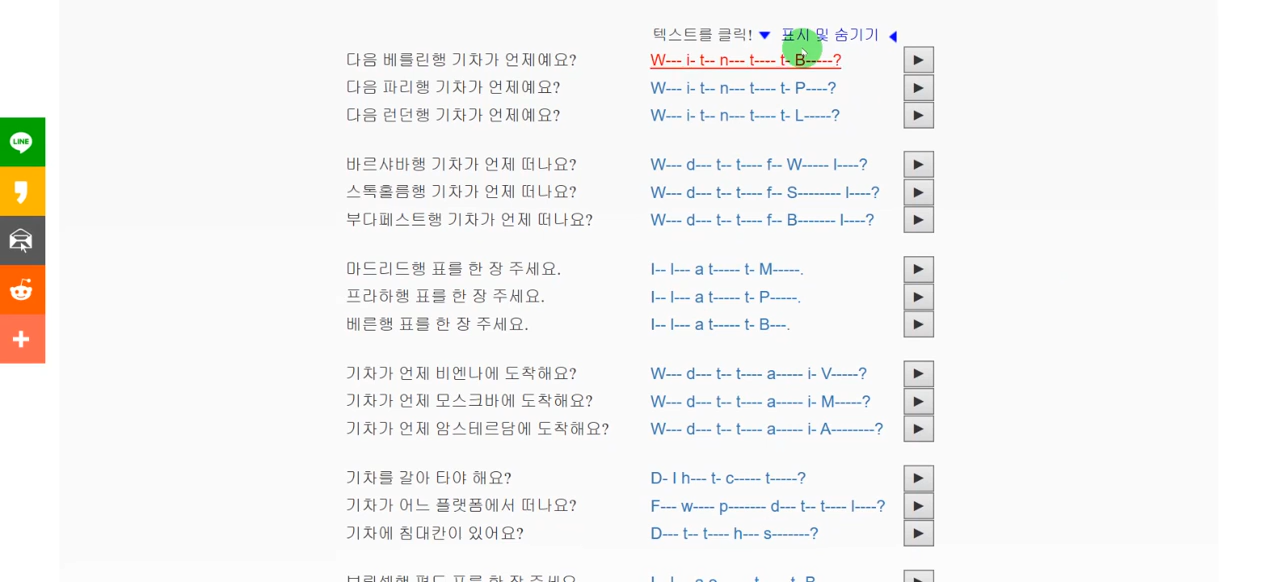 텍스트를 클릭! ▼ 표시 및 숨기기 ◀
다음 베를린행 기차가 언제예요? W--- i- t-- n--- t---- t- B-----?
다음 파리행 기차가 언제예요? W--- i- t-- n--- t---- t- P----?
다음 런던행 기차가 언제예요? W--- i- t-- n--- t---- t- L-----?
바르샤바행 기차가 언제 떠나요? W--- d--- t-- t---- f-- W----- l----?
스톡홀름행 기차가 언제 떠나요? W--- d--- t-- t---- f-- S-------- l----?
부다페스트행 기차가 언제 떠나요? W--- d--- t-- t---- f-- B------- l----?
마드리드행 표를 한 장 주세요. I-- l--- a t----- t- M-----.
프라하행 표를 한 장 주세요. I-- l--- a t----- t- P-----.
베른행 표를 한 장 주세요. I-- l--- a t----- t- B---.
기차가 언제 비엔나에 도착해요? W--- d--- t-- t---- a----- i- V-----?
기차가 언제 모스크바에 도착해요? W--- d--- t-- t---- a----- i- M-----?
기차가 언제 암스테르담에 도착해요? W--- d--- t-- t---- a----- i- A--------?
기차를 갈아 타야 해요? D- I h--- t- c----- t-----?
기차가 어느 플랫폼에서 떠나요? F--- w---- p------- d--- t-- t---- l----?
기차에 침대칸이 있어요? D--- t-- t---- h--- s-------?
LINE